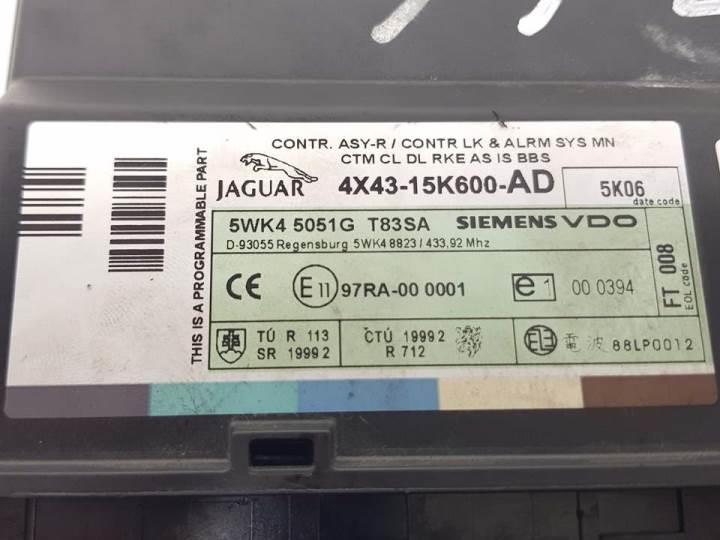 CONTR. ASY-R / CONTR LK & ALRM SYS MN
CTM CL DL RKE AS IS BBS
JAGUAR 4X43-15K600-AD 5K06
date code
5WK4 5051G T83SA SIEMENS VDO
D-93055 Regensburg 5WK4 8823 / 433,92 Mhz
CE E11 97RA-00 0001 e1 00 0394
TÚ R 113
SR 1999 2
ČTÚ 1999 2
R 712
電波 88LP0012
FT 008
EOL code
THIS IS A PROGRAMMABLE PART